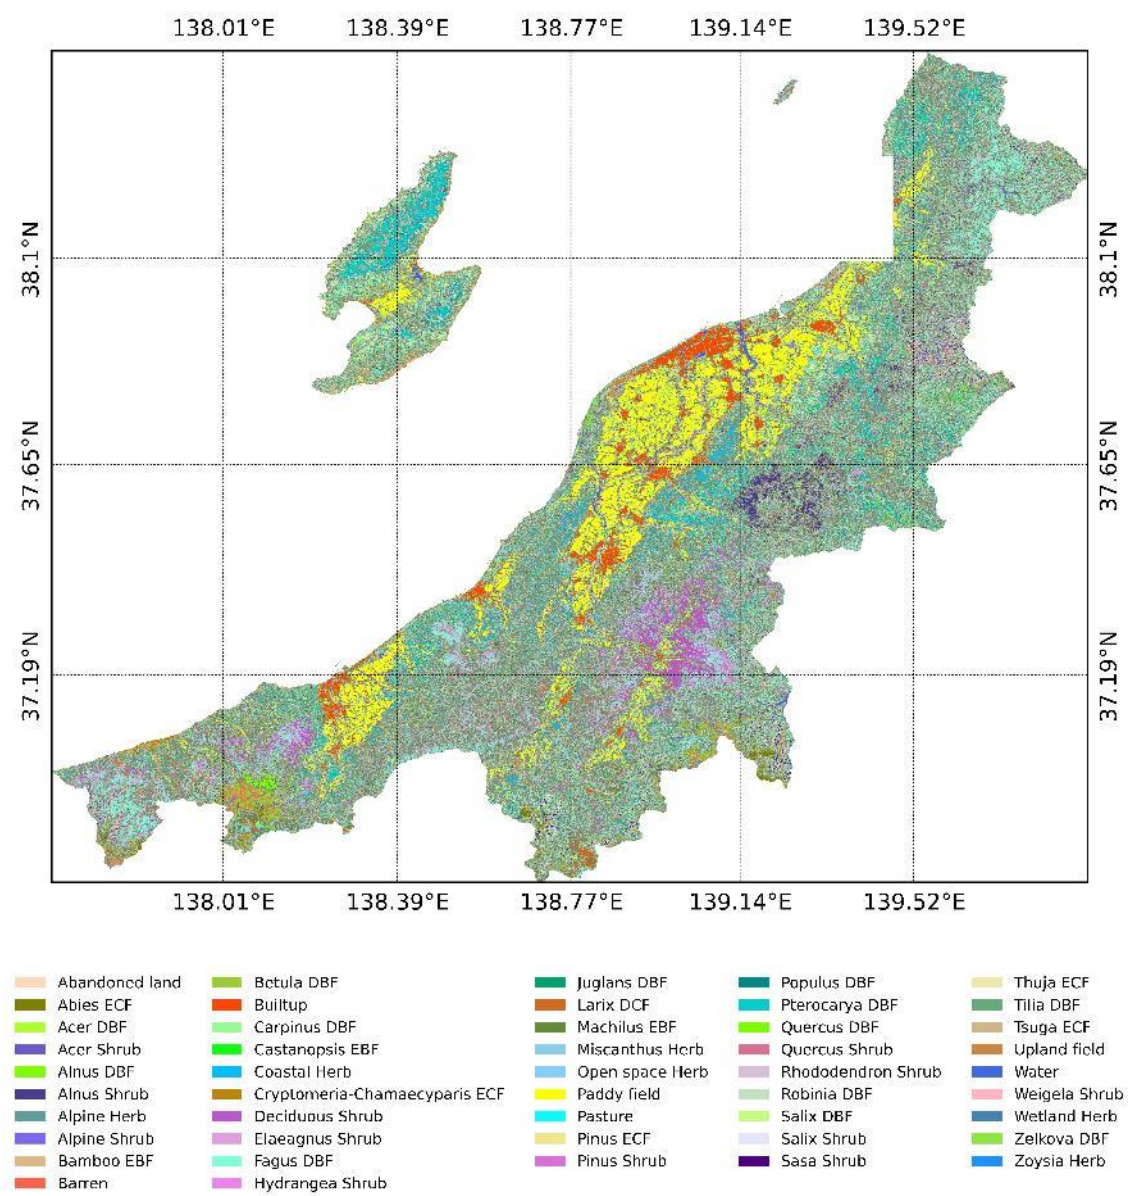 138.01°E 138.39°E 138.77°E 139.14°E 139.52°E
38.1°N 38.1°N
37.65°N 37.65°N
37.19°N 37.19°N
138.01°E 138.39°E 138.77°E 139.14°E 139.52°E
Abandoned land
Abies ECF
Acer DBF
Acer Shrub
Alnus DBF
Alnus Shrub
Alpine Herb
Alpine Shrub
Bamboo EBF
Barren
Betula DBF
Builtup
Carpinus DBF
Castanopsis EBF
Coastal Herb
Cryptomeria-Chamaecyparis ECF
Deciduous Shrub
Elaeagnus Shrub
Fagus DBF
Hydrangea Shrub
Juglans DBF
Larix DCF
Machilus EBF
Miscanthus Herb
Open space Herb
Paddy field
Pasture
Pinus ECF
Pinus Shrub
Populus DBF
Pterocarya DBF
Quercus DBF
Quercus Shrub
Rhododendron Shrub
Robinia DBF
Salix DBF
Salix Shrub
Sasa Shrub
Thuja ECF
Tilia DBF
Tsuga ECF
Upland field
Water
Weigela Shrub
Wetland Herb
Zelkova DBF
Zoysia Herb